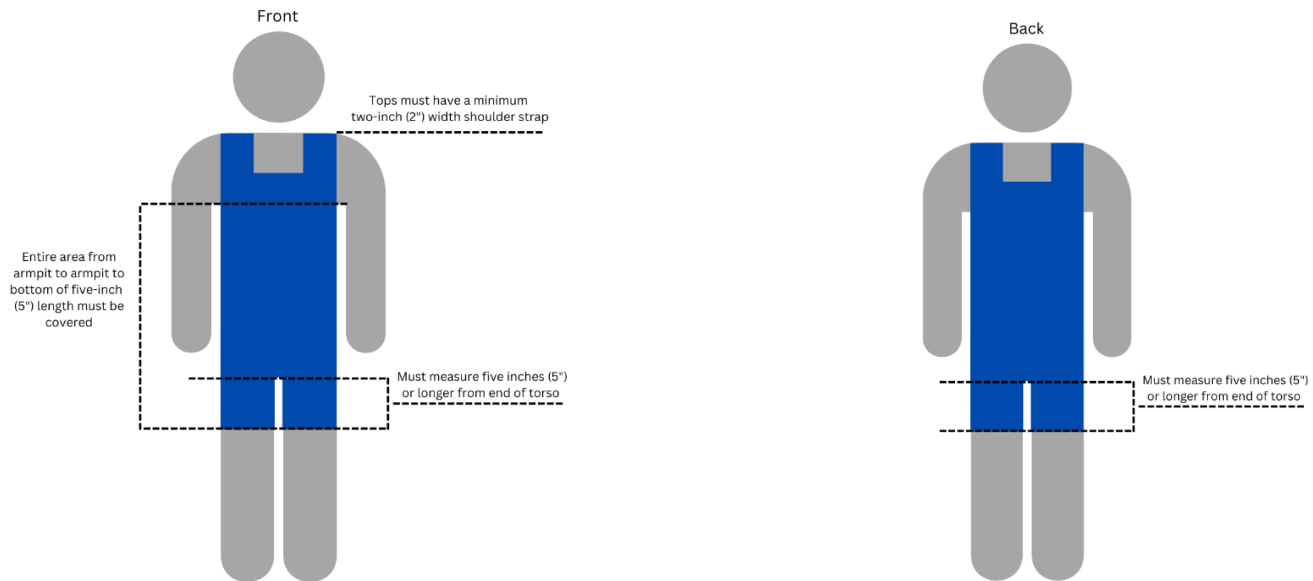 Front
Back
Tops must have a minimum
two-inch (2") width shoulder strap
Entire area from
armpit to armpit to
bottom of five-inch
(5") length must be
covered
Must measure five inches (5")
or longer from end of torso
Must measure five inches (5")
or longer from end of torso